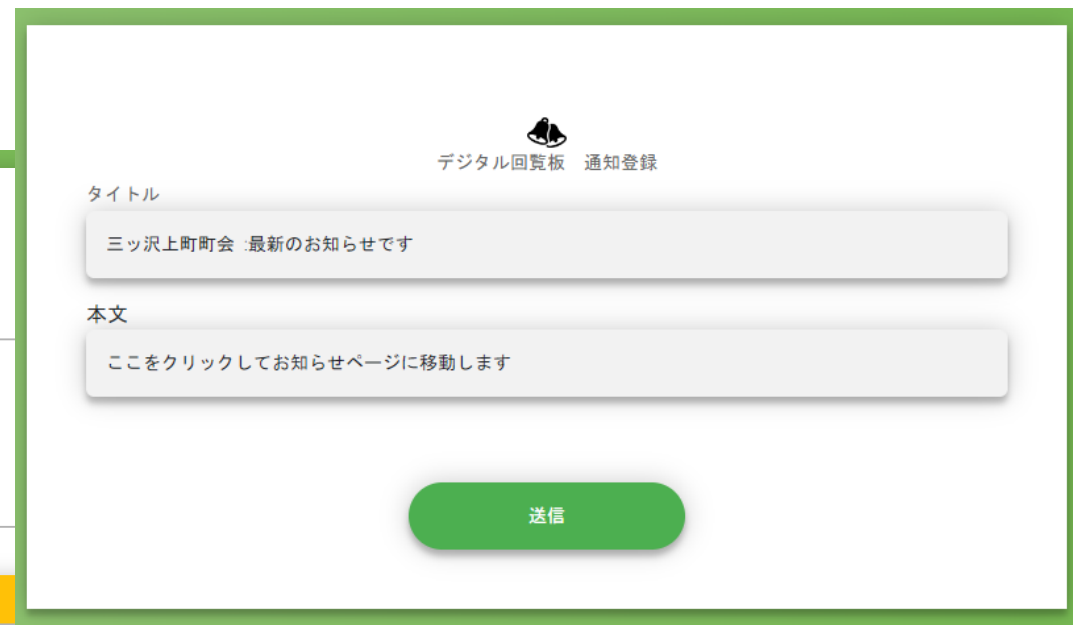 デジタル回覧板　通知登録
タイトル
三ッ沢上町町会 :最新のお知らせです
本文
ここをクリックしてお知らせページに移動します
送信